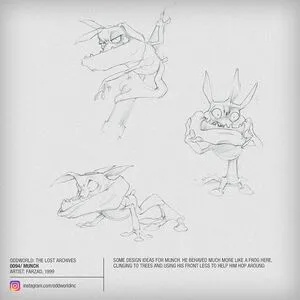 ODDWORLD: THE LOST ARCHIVES
0094/ MUNCH
ARTIST: FARZAD, 1999
instagram.com/oddworldinc
SOME DESIGN IDEAS FOR MUNCH. HE BEHAVED MUCH MORE LIKE A FROG HERE,
CLINGING TO TREES AND USING HIS FRONT LEGS TO HELP HIM HOP AROUND.